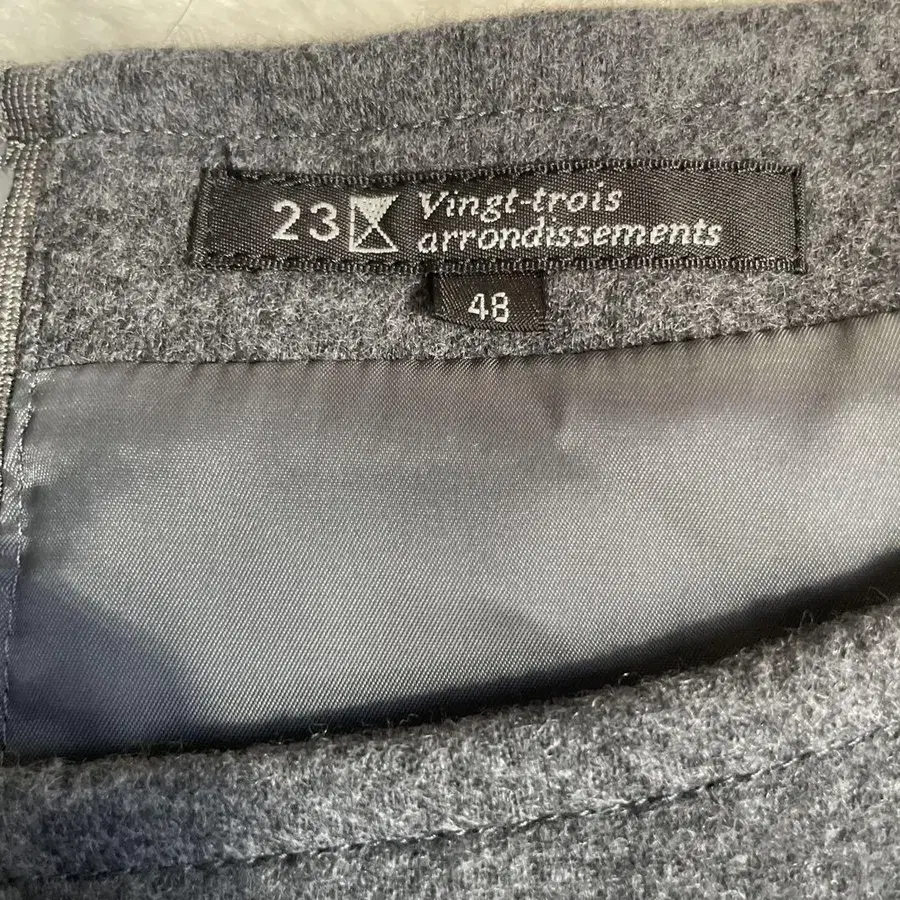 23 Vingt-trois
arrondissements
48